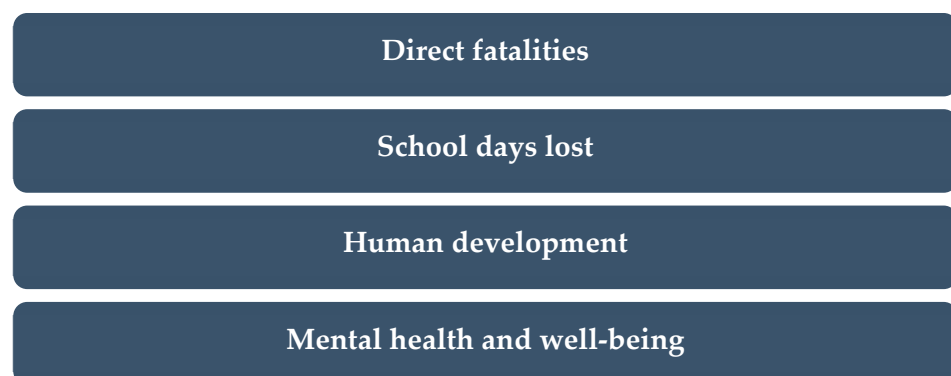 Direct fatalities
School days lost
Human development
Mental health and well-being